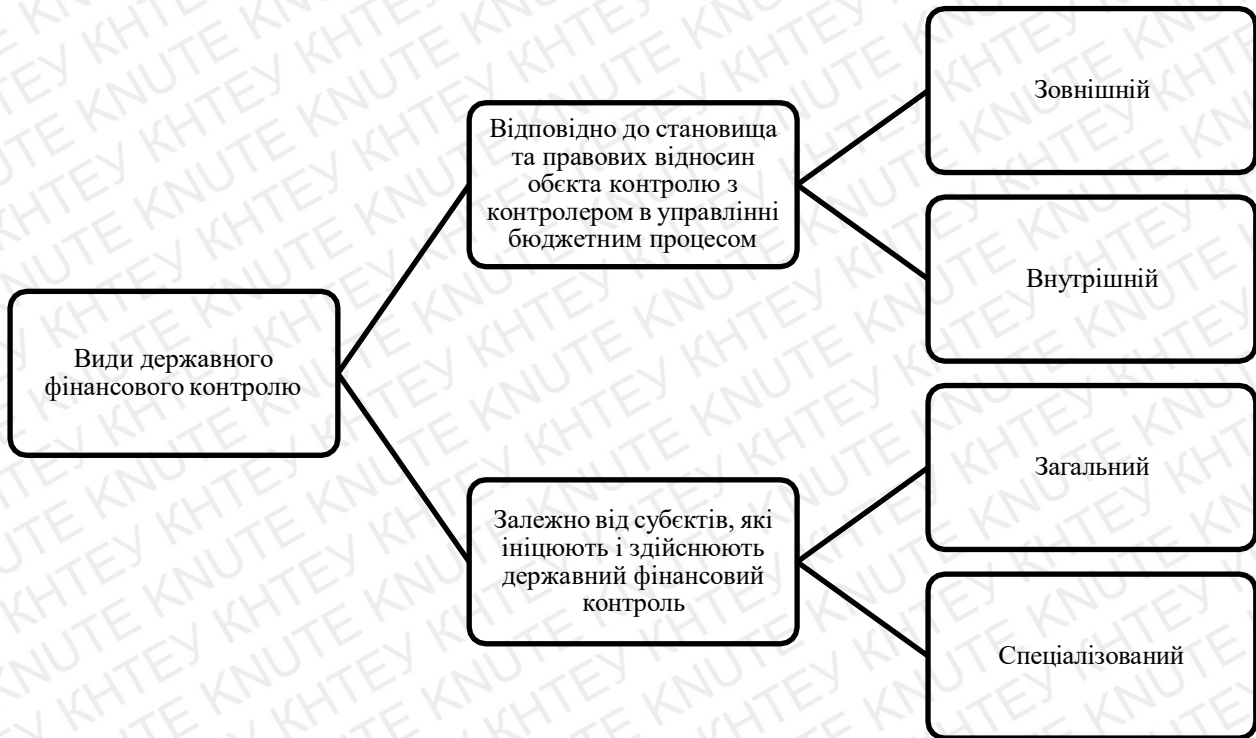 Види державного
фінансового контролю
Відповідно до становища
та правових відносин
обєкта контролю з
контролером в управлінні
бюджетним процесом
Зовнішній
Внутрішній
Залежно від субєктів, які
ініцюють і здійснюють
державний фінансовий
контроль
Загальний
Спеціалізований